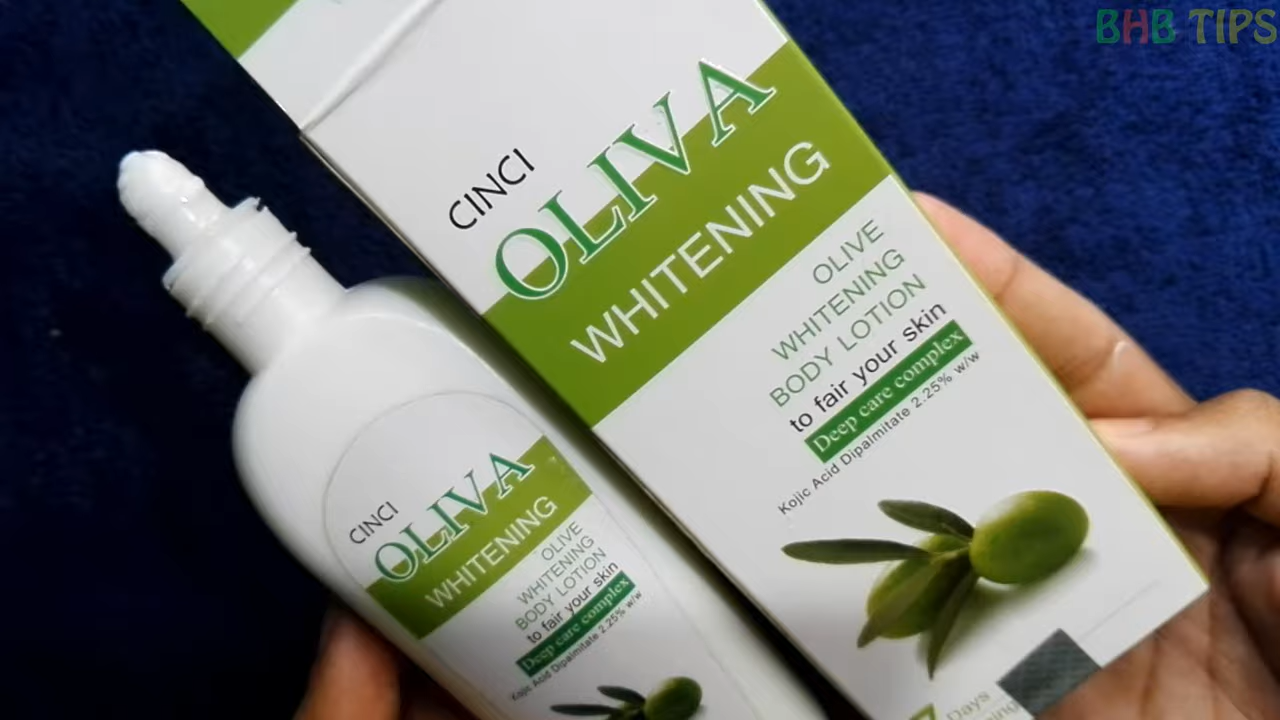 BHB TIPS
CINCI
OLIVA
WHITENING
OLIVE
WHITENING
BODY LOTION
to fair your skin
Deep care complex
Kojic Acid Dipalmitate 2.25% w/w
7 Days
CINCI
OLIVA
WHITENING
OLIVE
WHITENING
BODY LOTION
to fair your skin
Deep care complex
Kojic Acid Dipalmitate 2.25% w/w